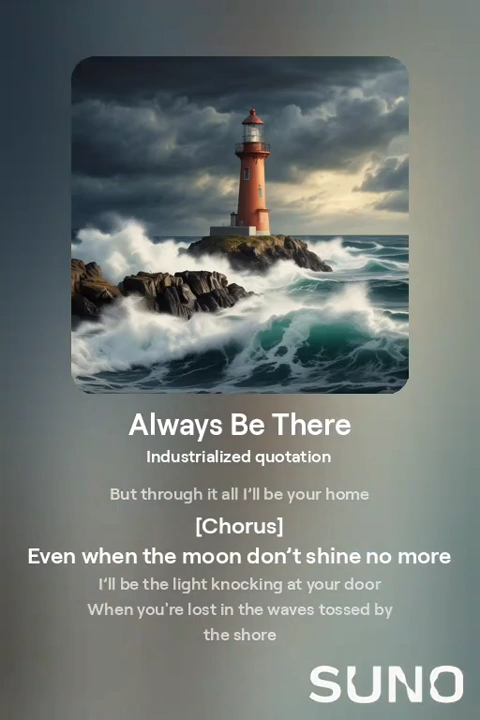 Always Be There
Industrialized quotation
But through it all I’ll be your home
[Chorus]
Even when the moon don’t shine no more
I’ll be the light knocking at your door
When you're lost in the waves tossed by
the shore
SUNO